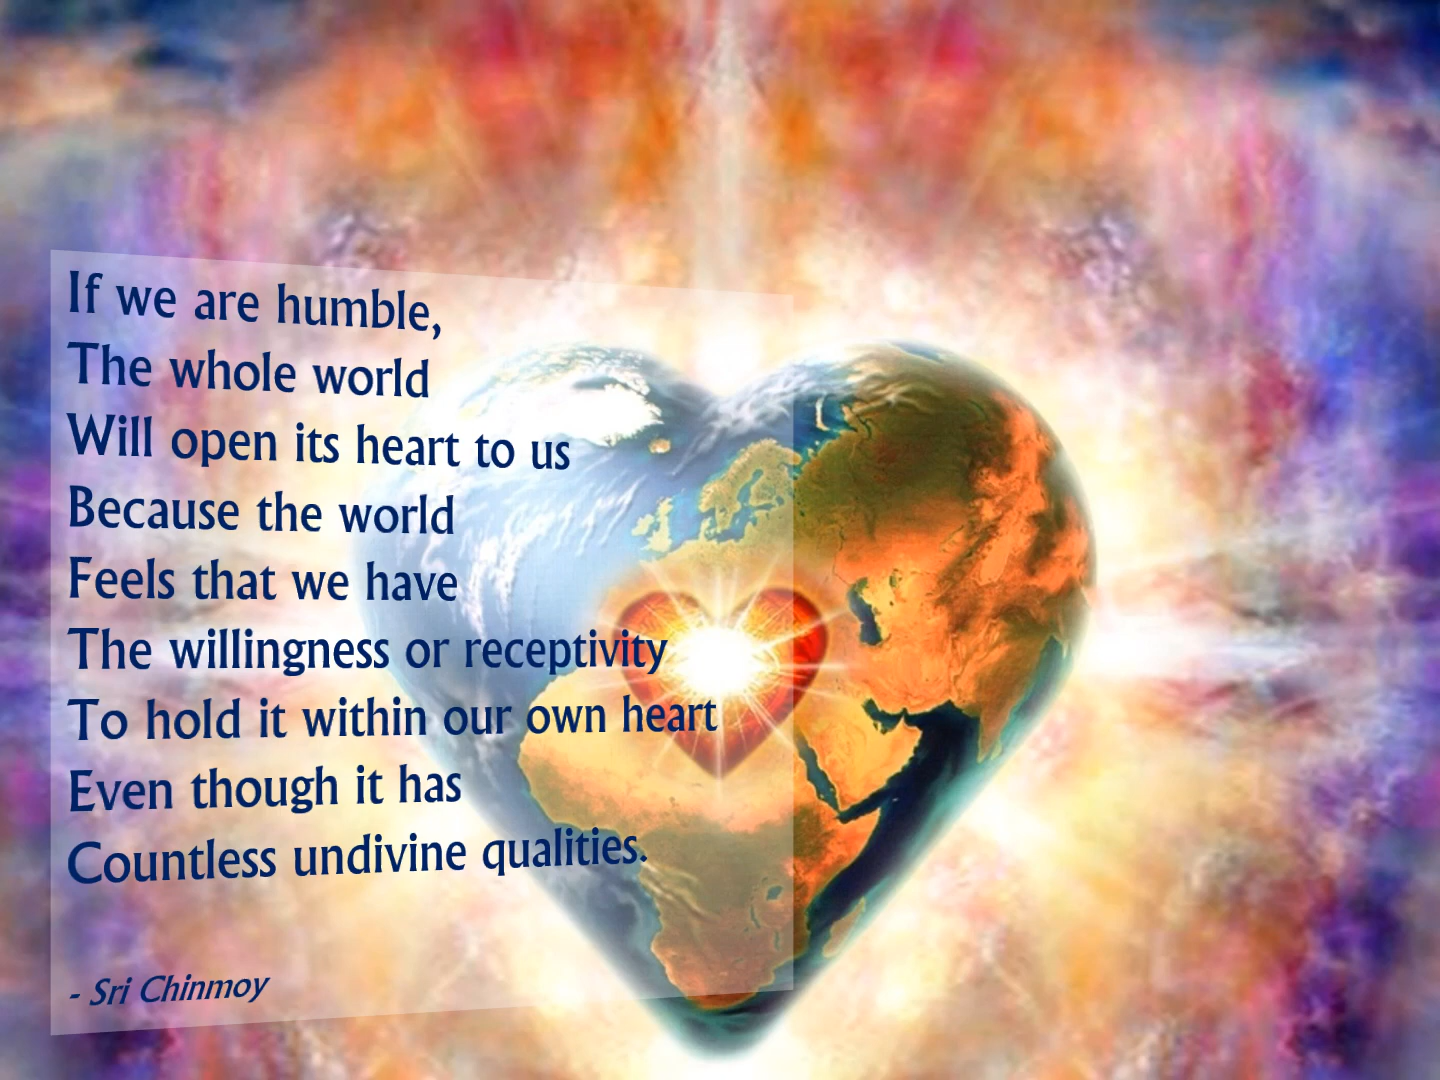 If we are humble,
The whole world
Will open its heart to us
Because the world
Feels that we have
The willingness or receptivity
To hold it within our own heart
Even though it has
Countless undivine qualities.
- Sri Chinmoy